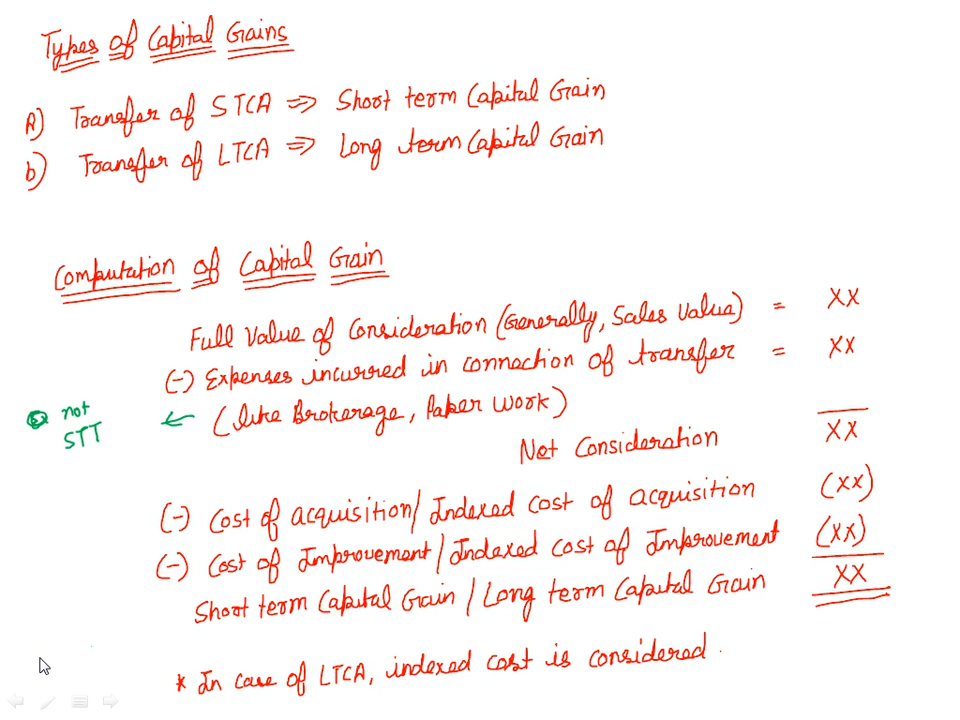 Types of Capital Gains
A) Transfer of STCA ⇒ Short term Capital Gain
b) Transfer of LTCA ⇒ Long term Capital Gain
Computation of Capital Gain
Full Value of Consideration (Generally, Sales Value) = XX
(-) Expenses incurred in connection of transfer = XX
(like Brokerage, Paper Work)
not
STT
Net Consideration XX
(-) Cost of acquisition/Indexed Cost of acquisition (XX)
(-) Cost of Improvement/Indexed Cost of Improvement (XX)
Short term Capital Gain / Long term Capital Gain XX
* In case of LTCA, indexed cost is considered.